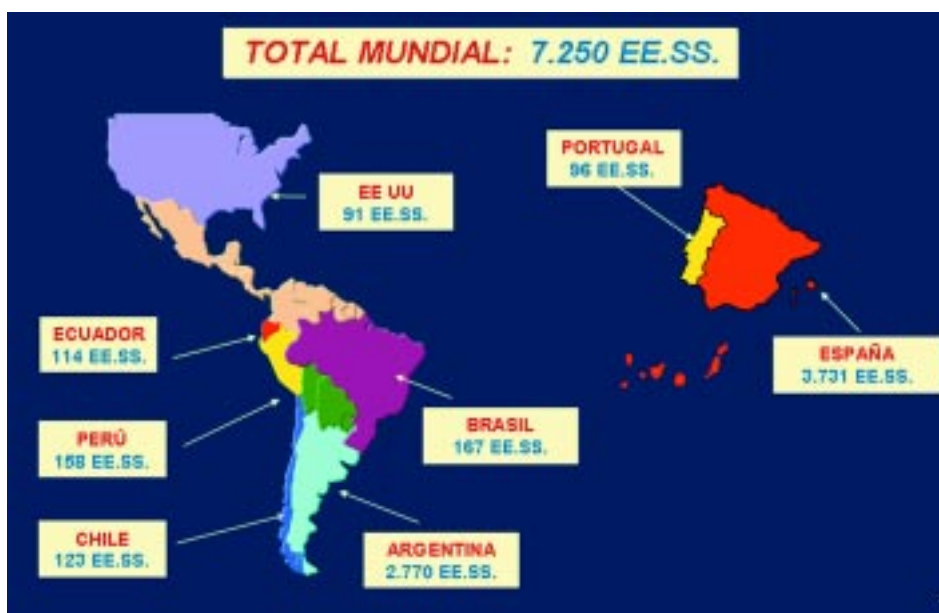 TOTAL MUNDIAL: 7.250 EE.SS.
PORTUGAL
96 EE.SS.
EE UU
91 EE.SS.
ECUADOR
114 EE.SS.
ESPAÑA
3.731 EE.SS.
PERÚ
158 EE.SS.
BRASIL
167 EE.SS.
CHILE
123 EE.SS.
ARGENTINA
2.770 EE.SS.